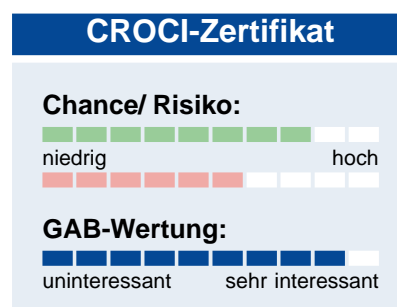 CROCI-Zertifikat
Chance/ Risiko:
niedrig hoch
GAB-Wertung:
uninteressant sehr interessant